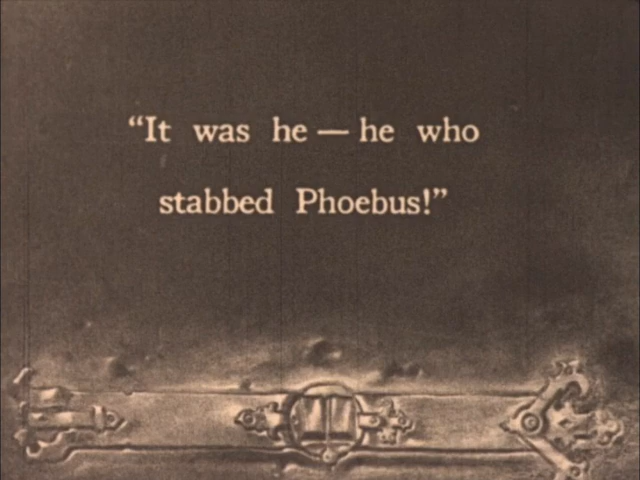 “It was he — he who
stabbed Phoebus!”